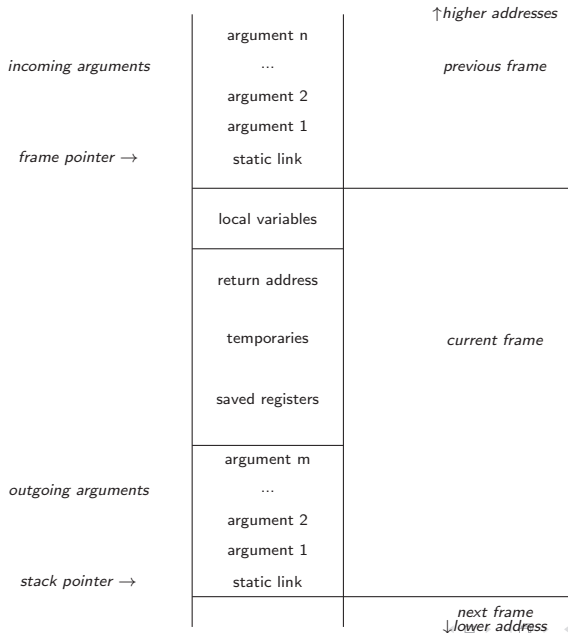 ↑higher addresses
argument n
incoming arguments ... previous frame
argument 2
argument 1
frame pointer → static link
local variables
return address
temporaries current frame
saved registers
argument m
outgoing arguments ...
argument 2
argument 1
stack pointer → static link
next frame
↓lower address